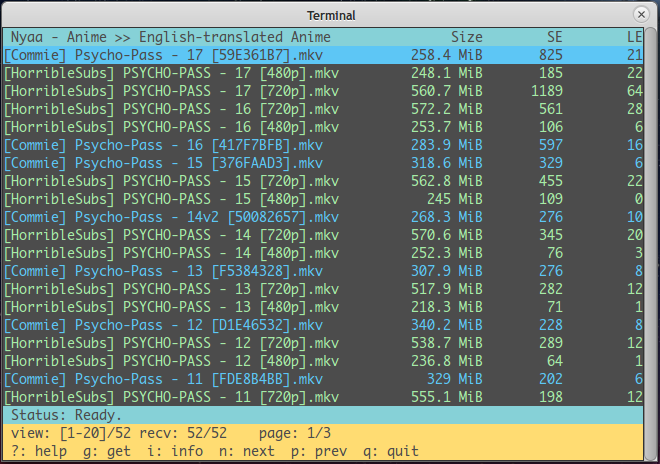 Terminal
Nyaa - Anime >> English-translated Anime Size SE LE
[Commie] Psycho-Pass - 17 [59E361B7].mkv 258.4 MiB 825 21
[HorribleSubs] PSYCHO-PASS - 17 [480p].mkv 248.1 MiB 185 22
[HorribleSubs] PSYCHO-PASS - 17 [720p].mkv 560.7 MiB 1189 64
[HorribleSubs] PSYCHO-PASS - 16 [720p].mkv 572.2 MiB 561 28
[HorribleSubs] PSYCHO-PASS - 16 [480p].mkv 253.7 MiB 106 6
[Commie] Psycho-Pass - 16 [417F7BFB].mkv 283.9 MiB 597 16
[Commie] Psycho-Pass - 15 [376FAAD3].mkv 318.6 MiB 329 6
[HorribleSubs] PSYCHO-PASS - 15 [720p].mkv 562.8 MiB 455 22
[HorribleSubs] PSYCHO-PASS - 15 [480p].mkv 245 MiB 109 0
[Commie] Psycho-Pass - 14v2 [50082657].mkv 268.3 MiB 276 10
[HorribleSubs] PSYCHO-PASS - 14 [720p].mkv 570.6 MiB 345 20
[HorribleSubs] PSYCHO-PASS - 14 [480p].mkv 252.3 MiB 76 3
[Commie] Psycho-Pass - 13 [F5384328].mkv 307.9 MiB 276 8
[HorribleSubs] PSYCHO-PASS - 13 [720p].mkv 517.9 MiB 282 12
[HorribleSubs] PSYCHO-PASS - 13 [480p].mkv 218.3 MiB 71 1
[Commie] Psycho-Pass - 12 [D1E46532].mkv 340.2 MiB 228 8
[HorribleSubs] PSYCHO-PASS - 12 [720p].mkv 538.7 MiB 289 12
[HorribleSubs] PSYCHO-PASS - 12 [480p].mkv 236.8 MiB 64 1
[Commie] Psycho-Pass - 11 [FDE8B4BB].mkv 329 MiB 202 6
[HorribleSubs] PSYCHO-PASS - 11 [720p].mkv 555.1 MiB 198 12
Status: Ready.
view: [1-20]/52 recv: 52/52 page: 1/3
?: help g: get i: info n: next p: prev q: quit